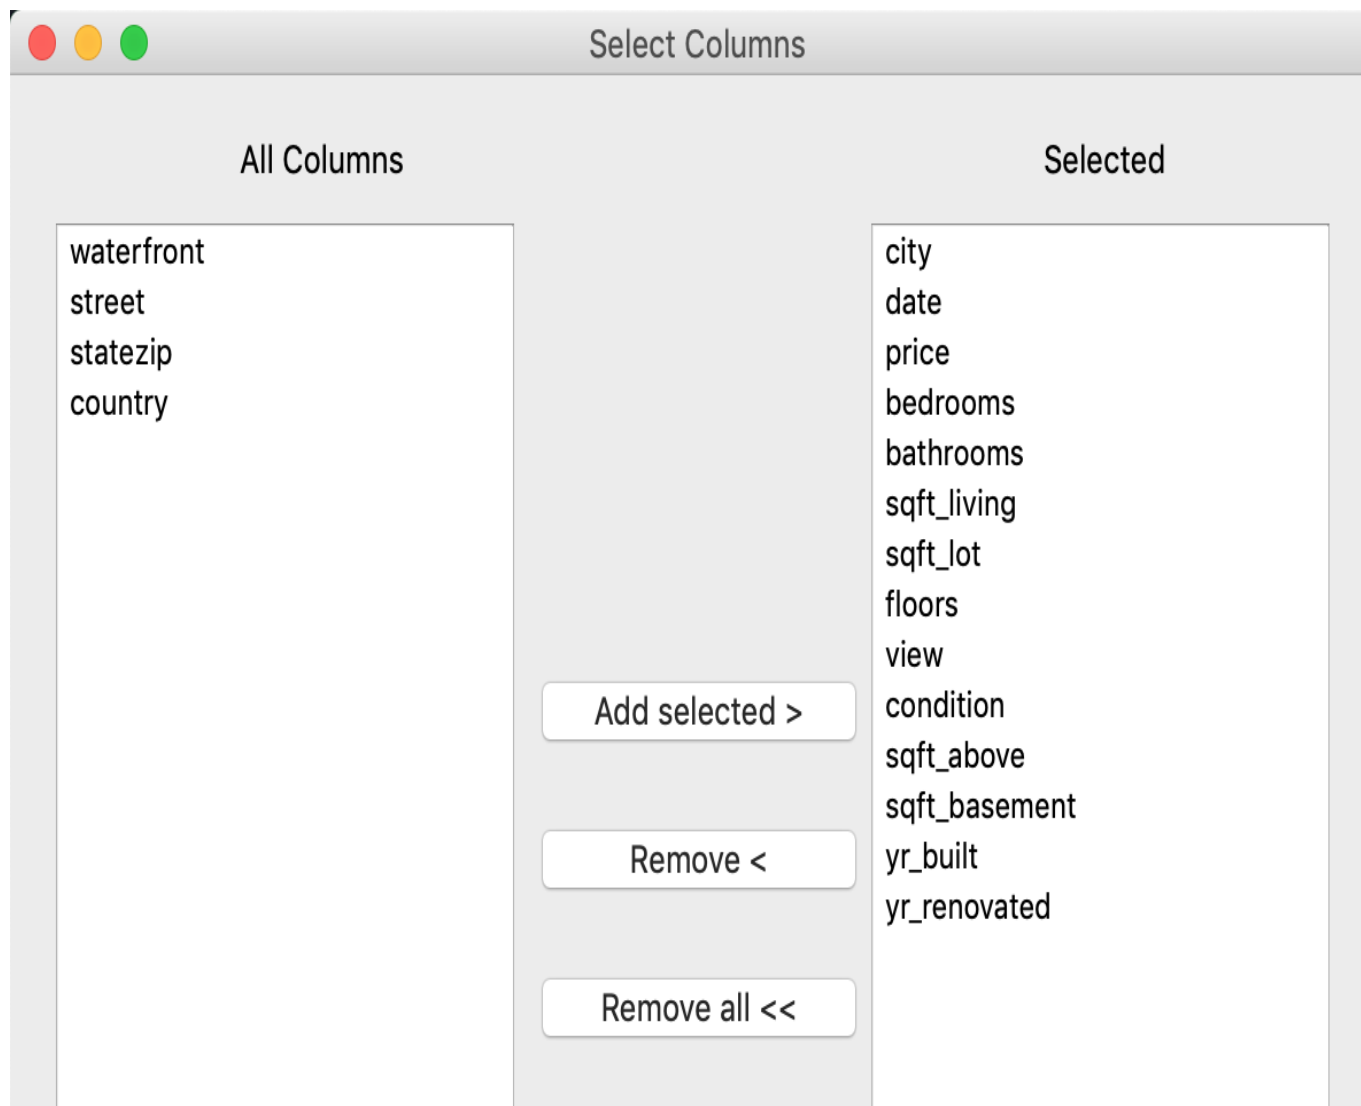 Select Columns
All Columns
Selected
waterfront
street
statezip
country
Add selected >
Remove <
Remove all <<
city
date
price
bedrooms
bathrooms
sqft_living
sqft_lot
floors
view
condition
sqft_above
sqft_basement
yr_built
yr_renovated